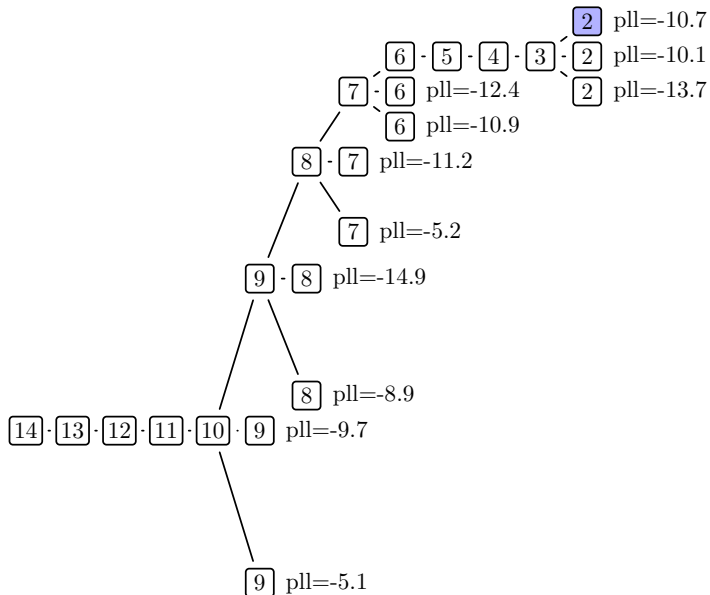 2 pll=-10.7
6 5 4 3 2 pll=-10.1
7 6 pll=-12.4 2 pll=-13.7
6 pll=-10.9
8 7 pll=-11.2
7 pll=-5.2
9 8 pll=-14.9
8 pll=-8.9
14 13 12 11 10 9 pll=-9.7
9 pll=-5.1